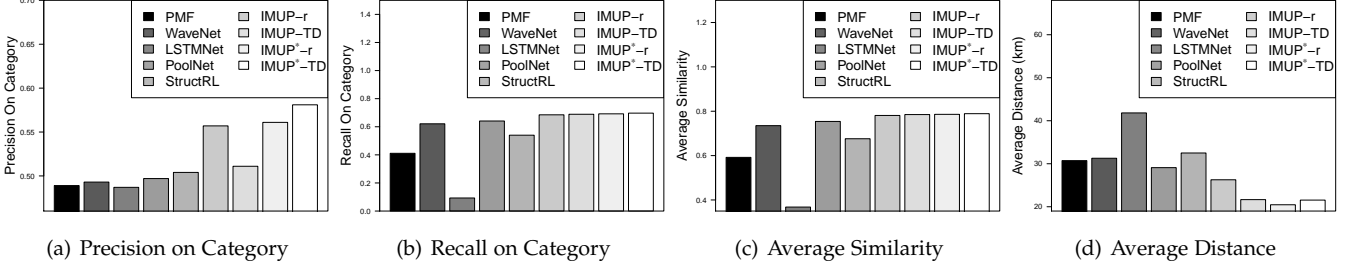 Precision On Category
0.70
0.65
0.60
0.55
0.50
PMF
WaveNet
LSTMNet
PoolNet
StructRL
IMUP−r
IMUP−TD
IMUP*−r
IMUP*−TD
(a) Precision on Category
Recall On Category
1.4
1.2
1.0
0.8
0.6
0.4
0.2
0.0
PMF
WaveNet
LSTMNet
PoolNet
StructRL
IMUP−r
IMUP−TD
IMUP*−r
IMUP*−TD
(b) Recall on Category
Average Similarity
1.2
1.0
0.8
0.6
0.4
PMF
WaveNet
LSTMNet
PoolNet
StructRL
IMUP−r
IMUP−TD
IMUP*−r
IMUP*−TD
(c) Average Similarity
Average Distance (km)
60
50
40
30
20
PMF
WaveNet
LSTMNet
PoolNet
StructRL
IMUP−r
IMUP−TD
IMUP*−r
IMUP*−TD
(d) Average Distance